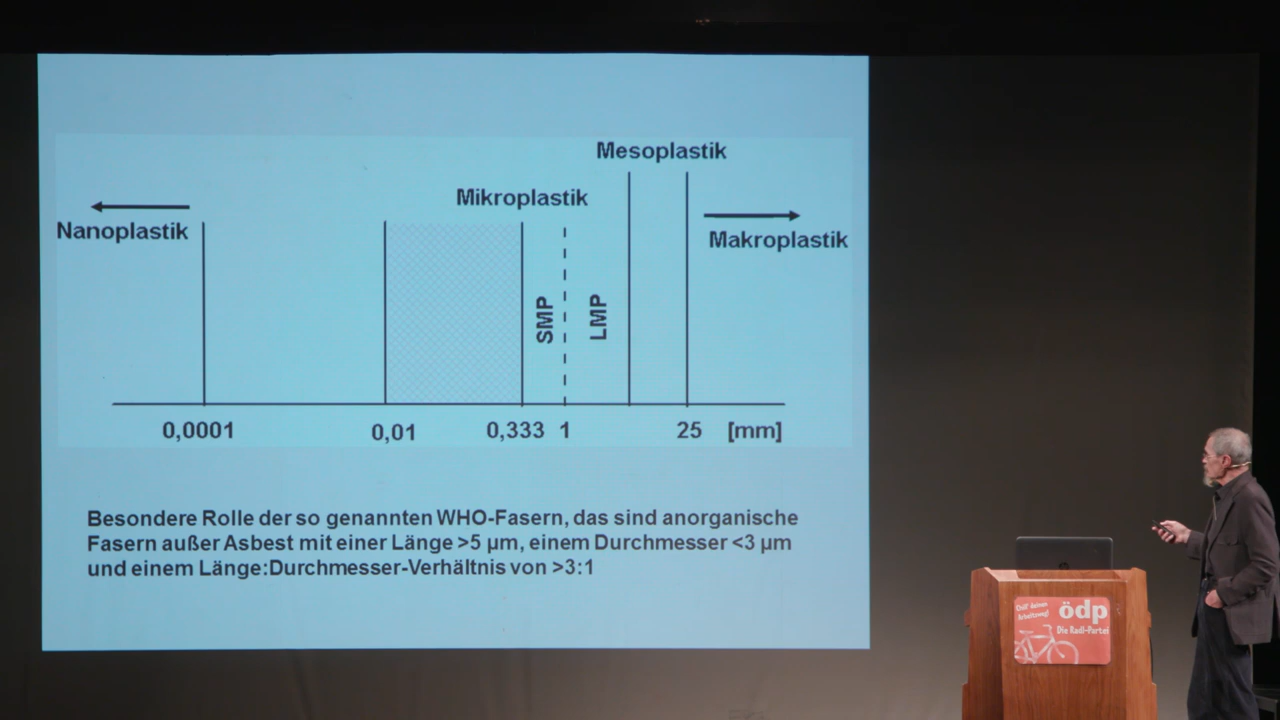 Mesoplastik
Mikroplastik
Nanoplastik
Makroplastik
SMP
LMP
0,0001
0,01
0,333
1
25
[mm]
Besondere Rolle der so genannten WHO-Fasern, das sind anorganische
Fasern außer Asbest mit einer Länge >5 µm, einem Durchmesser <3 µm
und einem Länge:Durchmesser-Verhältnis von >3:1
ödp
Die Radl-Partei